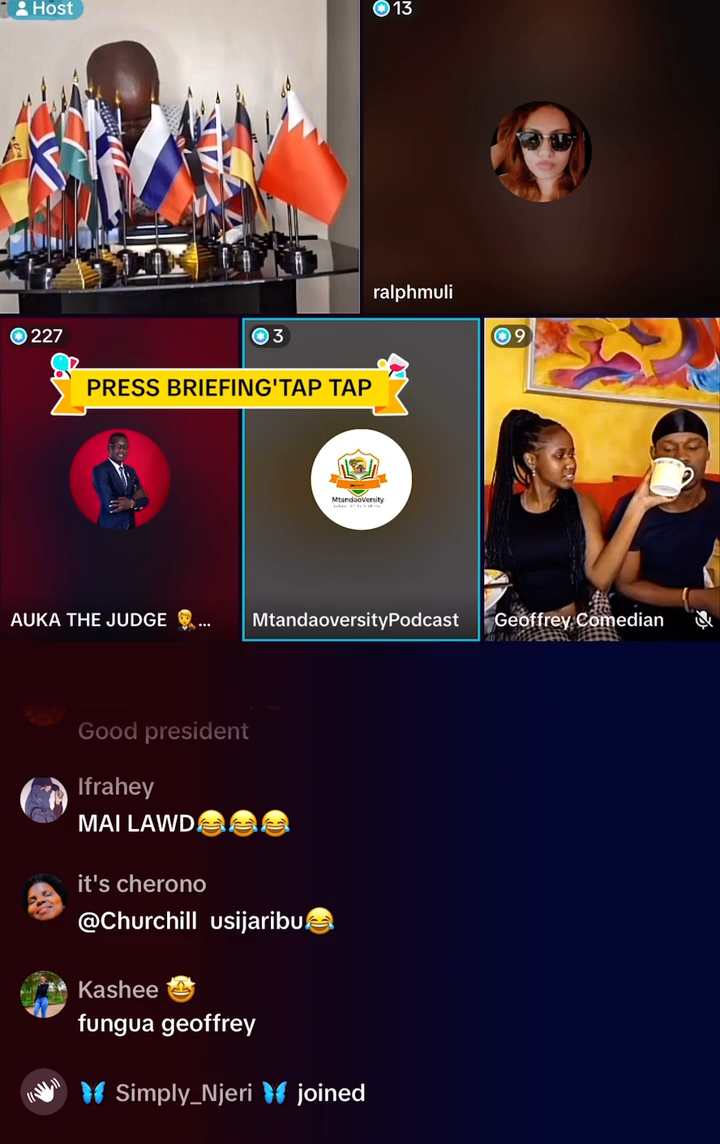 Host
13
ralphmuli
227
3
9
PRESS BRIEFING'TAP TAP
MtandaoVersity
AUKA THE JUDGE 🤵...
MtandaoversityPodcast
Geoffrey Comedian
Good president
Ifrahey
MAI LAWD😂😂😂
it's cherono
@Churchill usijaribu😂
Kashee 🤩
fungua geoffrey
🦋 Simply_Njeri 🦋 joined